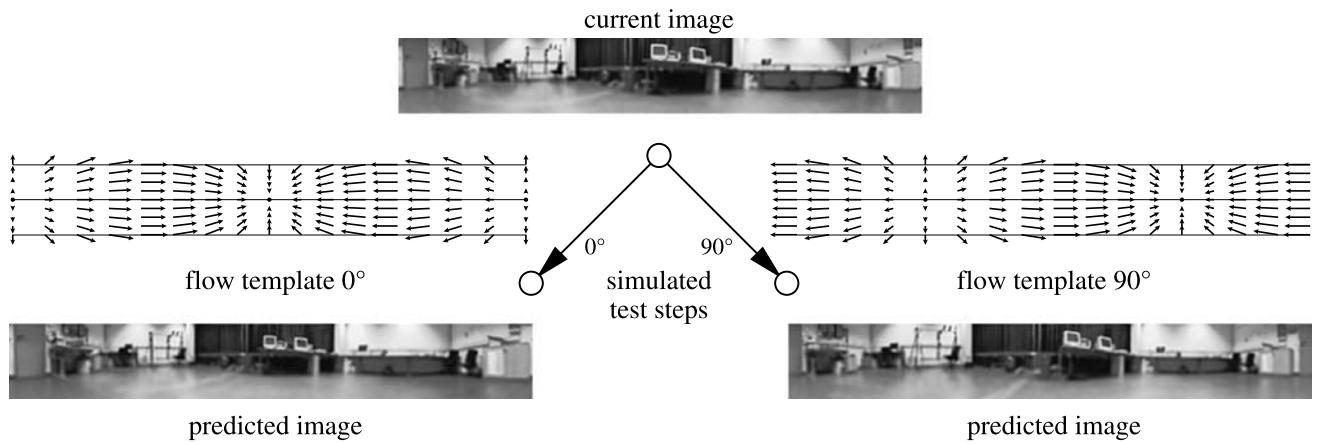 current image
0°
90°
flow template 0°
simulated
test steps
flow template 90°
predicted image
predicted image